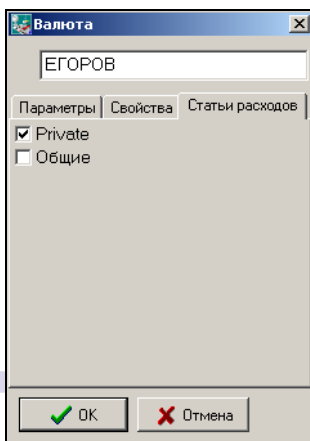 Валюта
ЕГОРОВ
Параметры Свойства Статьи расходов
Private
Общие
OK Отмена